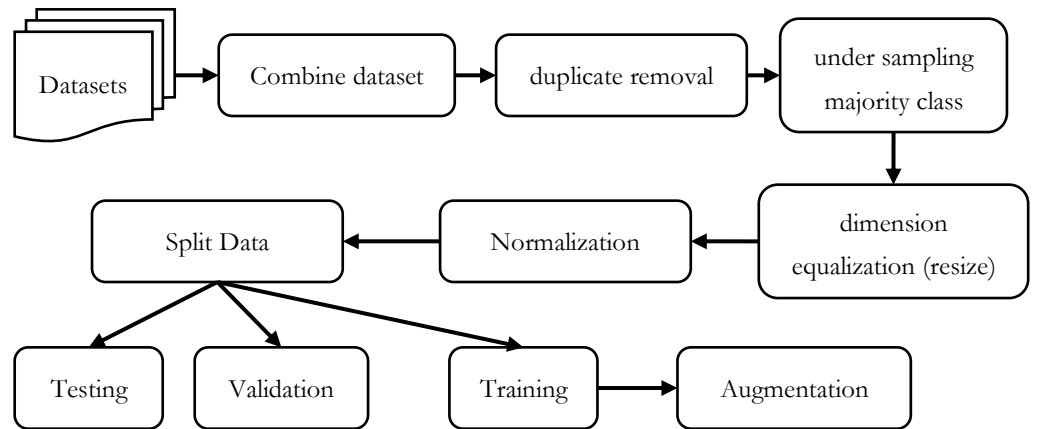 Datasets
Combine dataset
duplicate removal
under sampling
majority class
dimension
equalization (resize)
Normalization
Split Data
Testing
Validation
Training
Augmentation